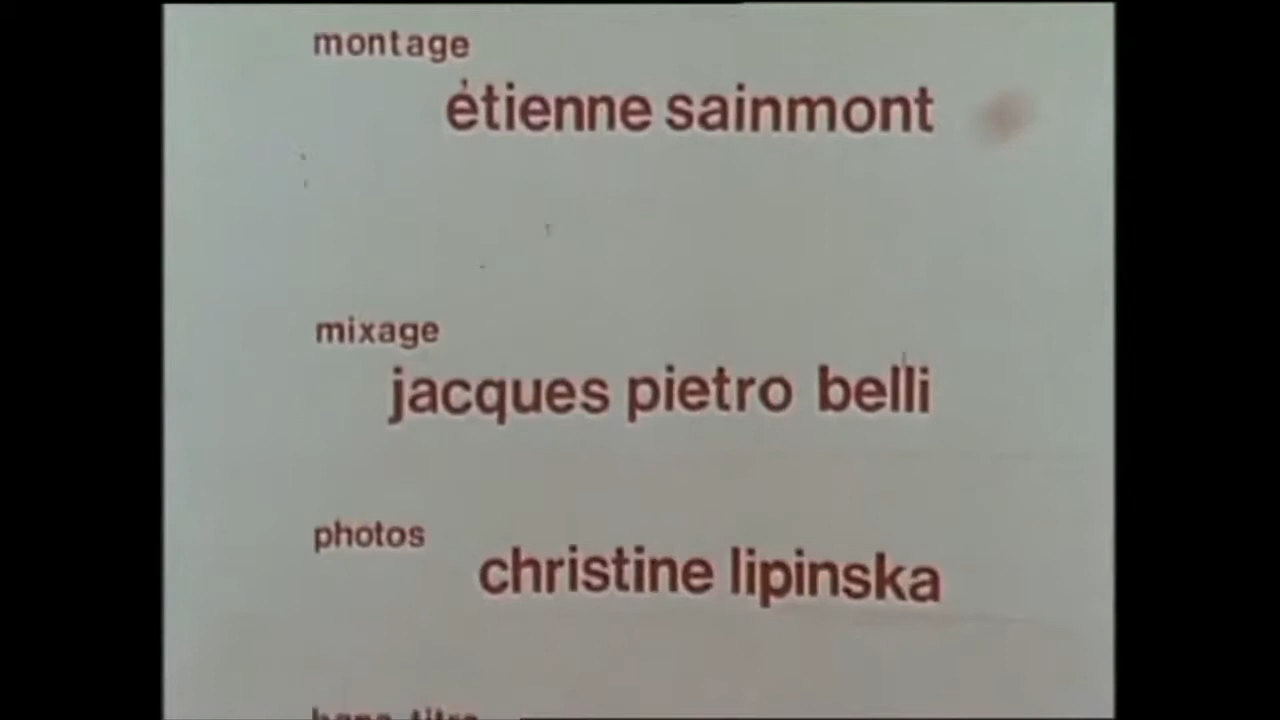 montage
étienne sainmont
mixage
jacques pietro belli
photos
christine lipinska